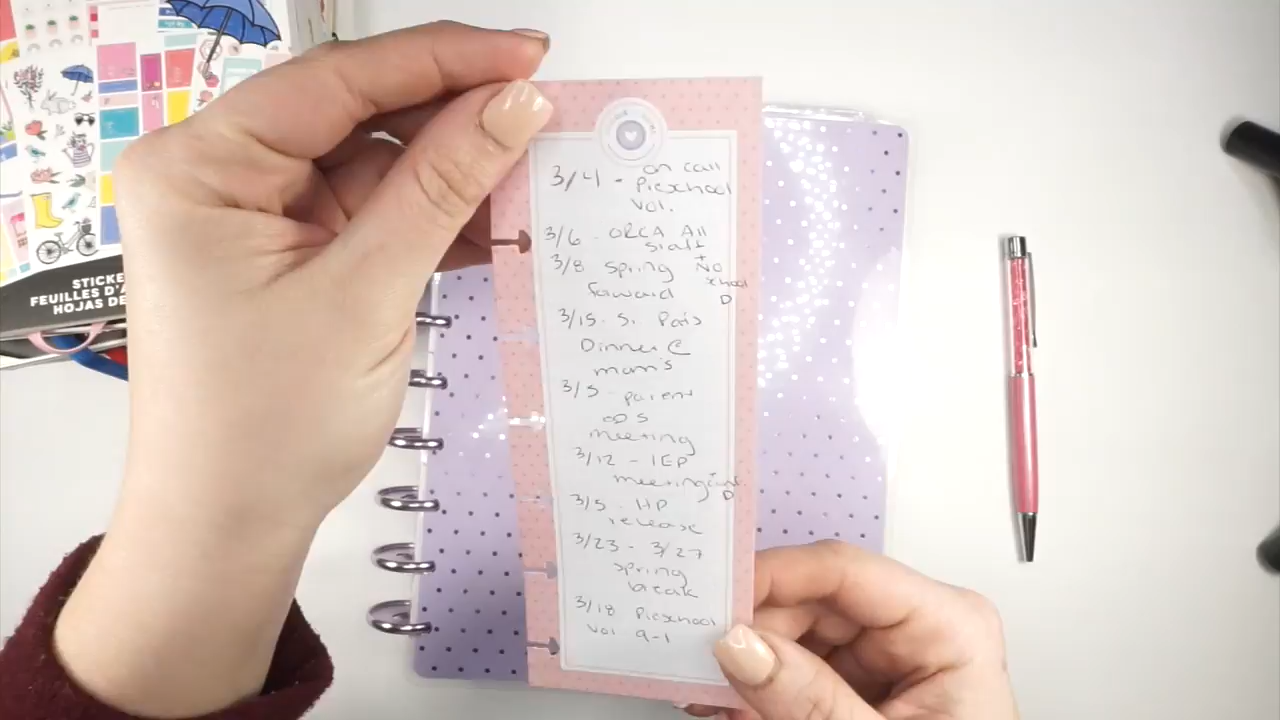 STICKE
FEUILLES D'A
HOJAS DE
on call
3/4 - Preschool
vol.
3/6 - ORCA All
staff
3/8 spring + No
forward school
D
3/15 - St. Pat's
Dinner @
mom's
3/5 - parent
meeting
3/12 - IEP
meeting
D
3/5 - HP
release
3/23 - 3/27
spring
break
3/18 Preschool
vol 9-1